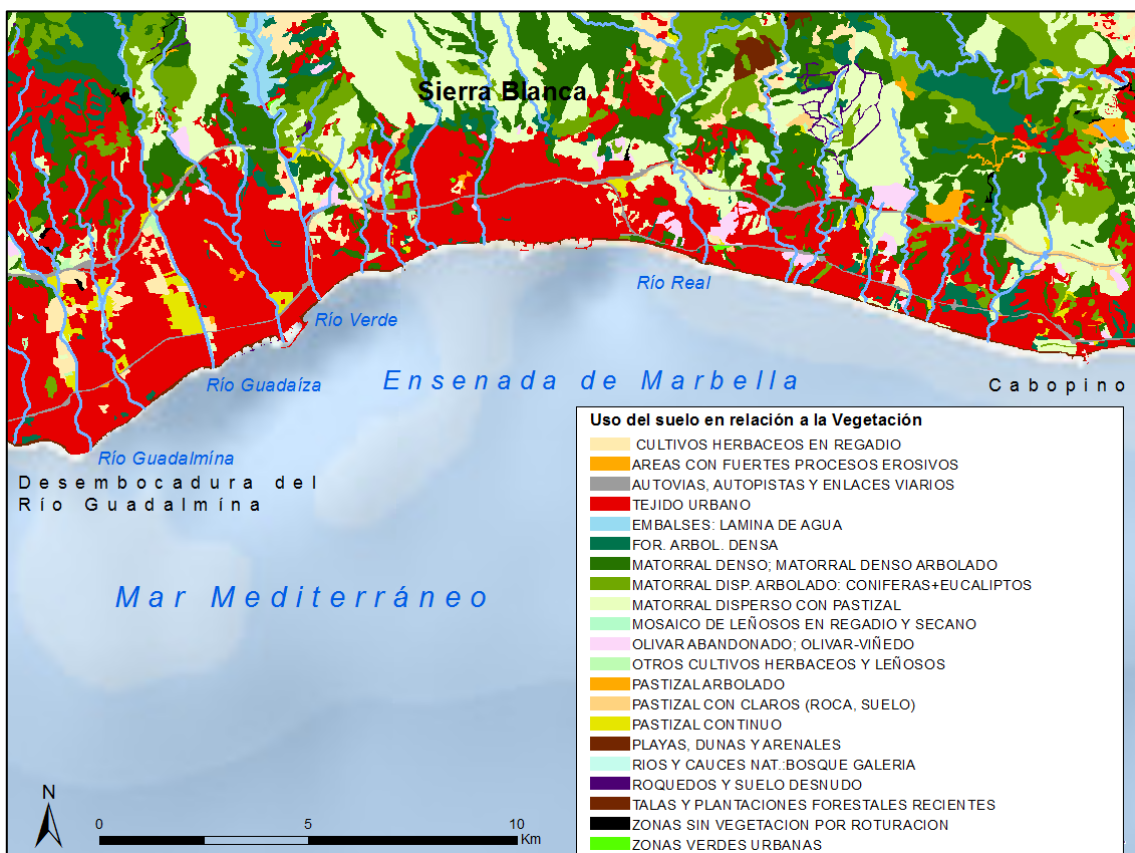 Sierra Blanca
Río Real
Río Verde
Río Guadaíza
Ensenada de Marbella
Cabopino
Río Guadalmína
Desembocadura del
Río Guadalmína
Mar Mediterráneo
N
0 5 10
Km
Uso del suelo en relación a la Vegetación
CULTIVOS HERBACEOS EN REGADIO
AREAS CON FUERTES PROCESOS EROSIVOS
AUTOVIAS, AUTOPISTAS Y ENLACES VIARIOS
TEJIDO URBANO
EMBALSES: LAMINA DE AGUA
FOR. ARBOL. DENSA
MATORRAL DENSO; MATORRAL DENSO ARBOLADO
MATORRAL DISP. ARBOLADO: CONIFERAS+EUCALIPTOS
MATORRAL DISPERSO CON PASTIZAL
MOSAICO DE LEÑOSOS EN REGADIO Y SECANO
OLIVAR ABANDONADO; OLIVAR-VIÑEDO
OTROS CULTIVOS HERBACEOS Y LEÑOSOS
PASTIZAL ARBOLADO
PASTIZAL CON CLAROS (ROCA, SUELO)
PASTIZAL CONTINUO
PLAYAS, DUNAS Y ARENALES
RIOS Y CAUCES NAT.:BOSQUE GALERIA
ROQUEDOS Y SUELO DESNUDO
TALAS Y PLANTACIONES FORESTALES RECIENTES
ZONAS SIN VEGETACION POR ROTURACION
ZONAS VERDES URBANAS